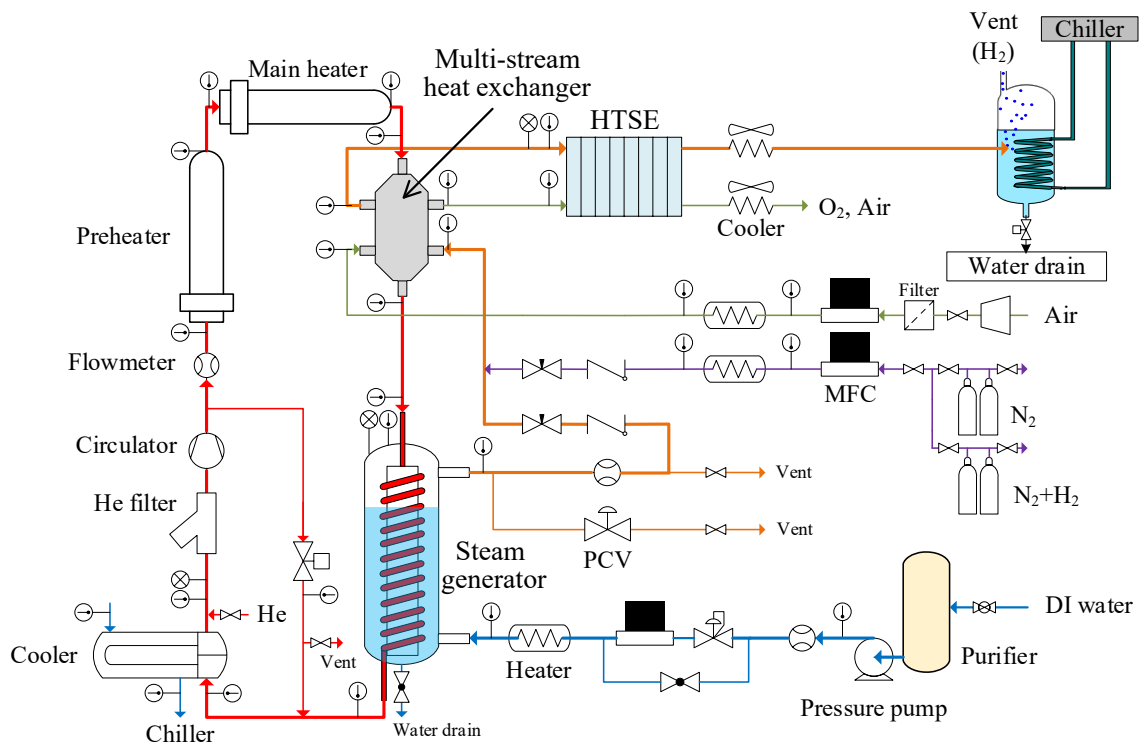 Vent
(H2)
Chiller
Main heater
Multi-stream
heat exchanger
HTSE
Preheater
Cooler
O2, Air
Water drain
Filter
Air
Flowmeter
MFC
N2
Circulator
Vent
N2+H2
He filter
Vent
PCV
Steam
generator
He
DI water
Cooler
Vent
Heater
Purifier
Chiller
Water drain
Pressure pump